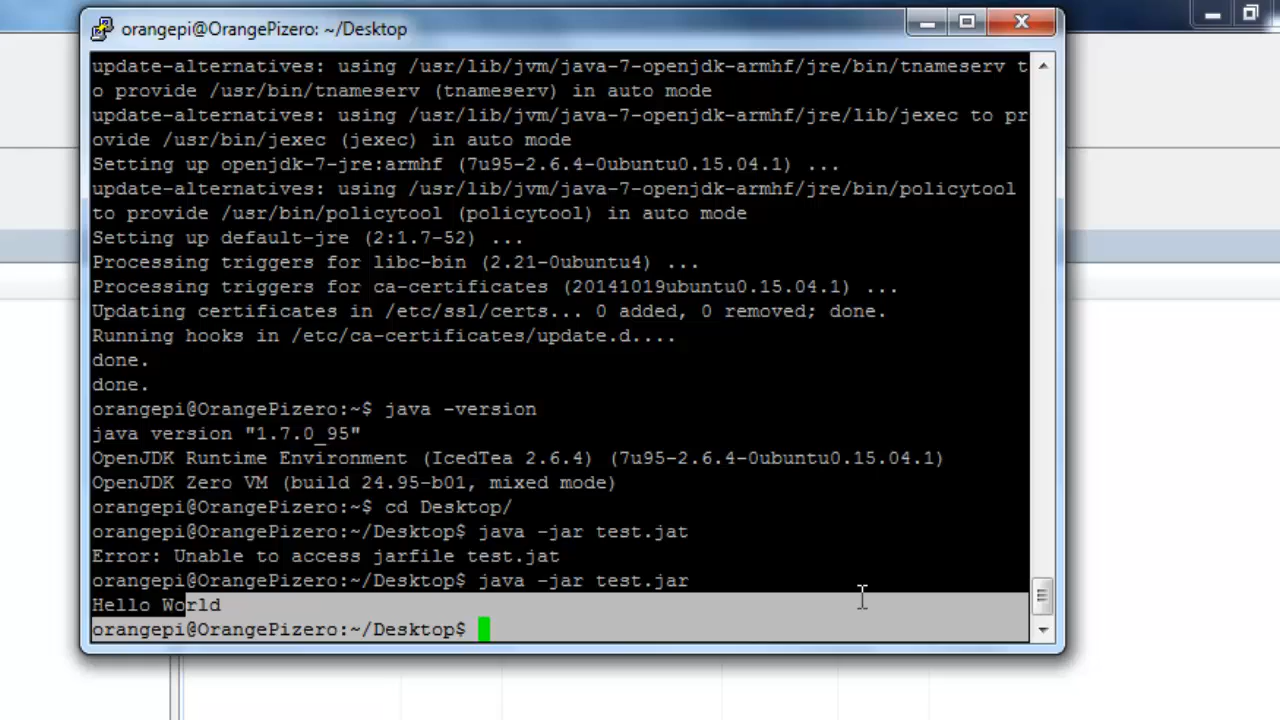 orangepi@OrangePizero: ~/Desktop
update-alternatives: using /usr/lib/jvm/java-7-openjdk-armhf/jre/bin/tnameserv t
o provide /usr/bin/tnameserv (tnameserv) in auto mode
update-alternatives: using /usr/lib/jvm/java-7-openjdk-armhf/jre/lib/jexec to pr
ovide /usr/bin/jexec (jexec) in auto mode
Setting up openjdk-7-jre:armhf (7u95-2.6.4-0ubuntu0.15.04.1) ...
update-alternatives: using /usr/lib/jvm/java-7-openjdk-armhf/jre/bin/policytool
to provide /usr/bin/policytool (policytool) in auto mode
Setting up default-jre (2:1.7-52) ...
Processing triggers for libc-bin (2.21-0ubuntu4) ...
Processing triggers for ca-certificates (20141019ubuntu0.15.04.1) ...
Updating certificates in /etc/ssl/certs... 0 added, 0 removed; done.
Running hooks in /etc/ca-certificates/update.d....
done.
done.
orangepi@OrangePizero:~$ java -version
java version "1.7.0_95"
OpenJDK Runtime Environment (IcedTea 2.6.4) (7u95-2.6.4-0ubuntu0.15.04.1)
OpenJDK Zero VM (build 24.95-b01, mixed mode)
orangepi@OrangePizero:~$ cd Desktop/
orangepi@OrangePizero:~/Desktop$ java -jar test.jat
Error: Unable to access jarfile test.jat
orangepi@OrangePizero:~/Desktop$ java -jar test.jar
Hello World
orangepi@OrangePizero:~/Desktop$